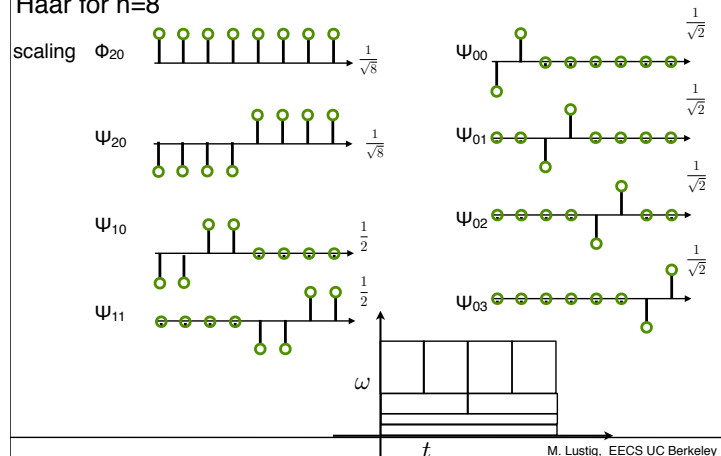 Haar for n=8
scaling Φ₂₀ 1/√8
Ψ₂₀ 1/√8
Ψ₁₀ 1/2
Ψ₁₁ 1/2
Ψ₀₀ 1/√2
Ψ₀₁ 1/√2
Ψ₀₂ 1/√2
Ψ₀₃ 1/√2
ω
t
M. Lustig, EECS UC Berkeley